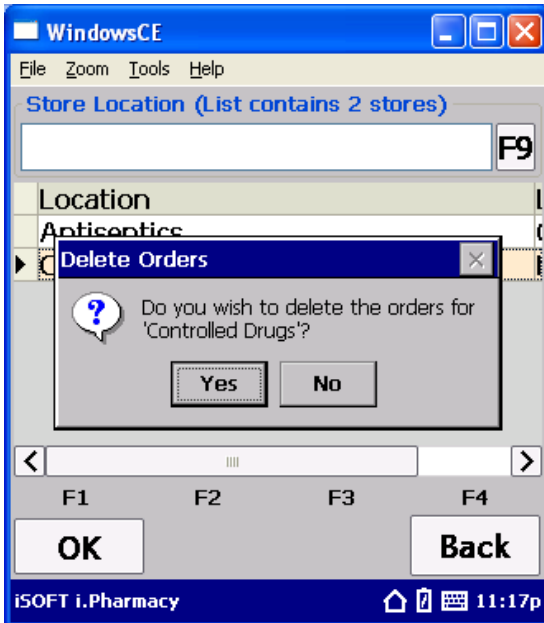 WindowsCE
File Zoom Tools Help
Store Location (List contains 2 stores)
F9
Location
Antiseptics
Delete Orders
Do you wish to delete the orders for
'Controlled Drugs'?
Yes No
F1 F2 F3 F4
OK Back
iSOFT i.Pharmacy 11:17p